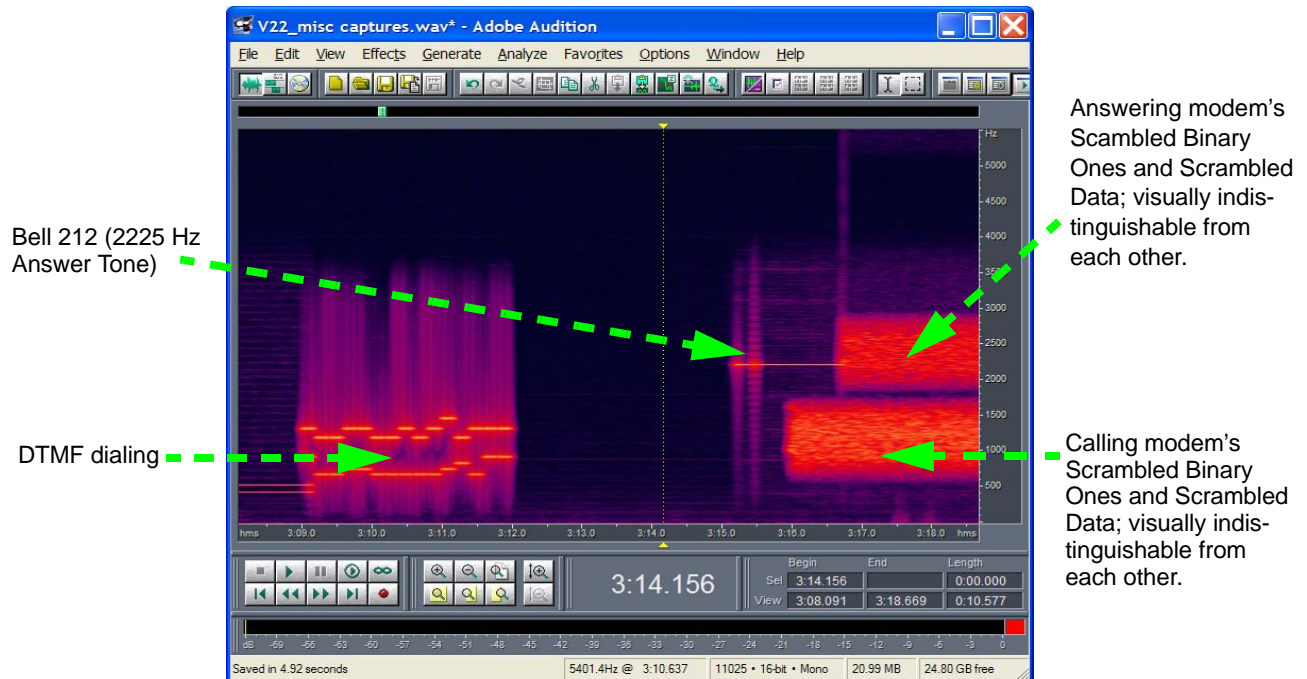 V22_misc captures.wav* - Adobe Audition
File Edit View Effects Generate Analyze Favorites Options Window Help
Hz
5000
4500
4000
3500
3000
2500
2000
1500
1000
500
hms 3:09.0 3:10.0 3:11.0 3:12.0 3:13.0 3:14.0 3:15.0 3:16.0 3:17.0 3:18.0 hms
Bell 212 (2225 Hz
Answer Tone)
DTMF dialing
Answering modem's
Scambled Binary
Ones and Scrambled
Data; visually indis-
tinguishable from
each other.
Calling modem's
Scrambled Binary
Ones and Scrambled
Data; visually indis-
tinguishable from
each other.
3:14.156
Begin End Length
Sel 3:14.156 0:00.000
View 3:08.091 3:18.669 0:10.577
dB -69 -66 -63 -60 -57 -54 -51 -48 -45 -42 -39 -36 -33 -30 -27 -24 -21 -18 -15 -12 -9 -6 -3 0
Saved in 4.92 seconds 5401.4Hz @ 3:10.637 11025 • 16-bit • Mono 20.99 MB 24.80 GB free